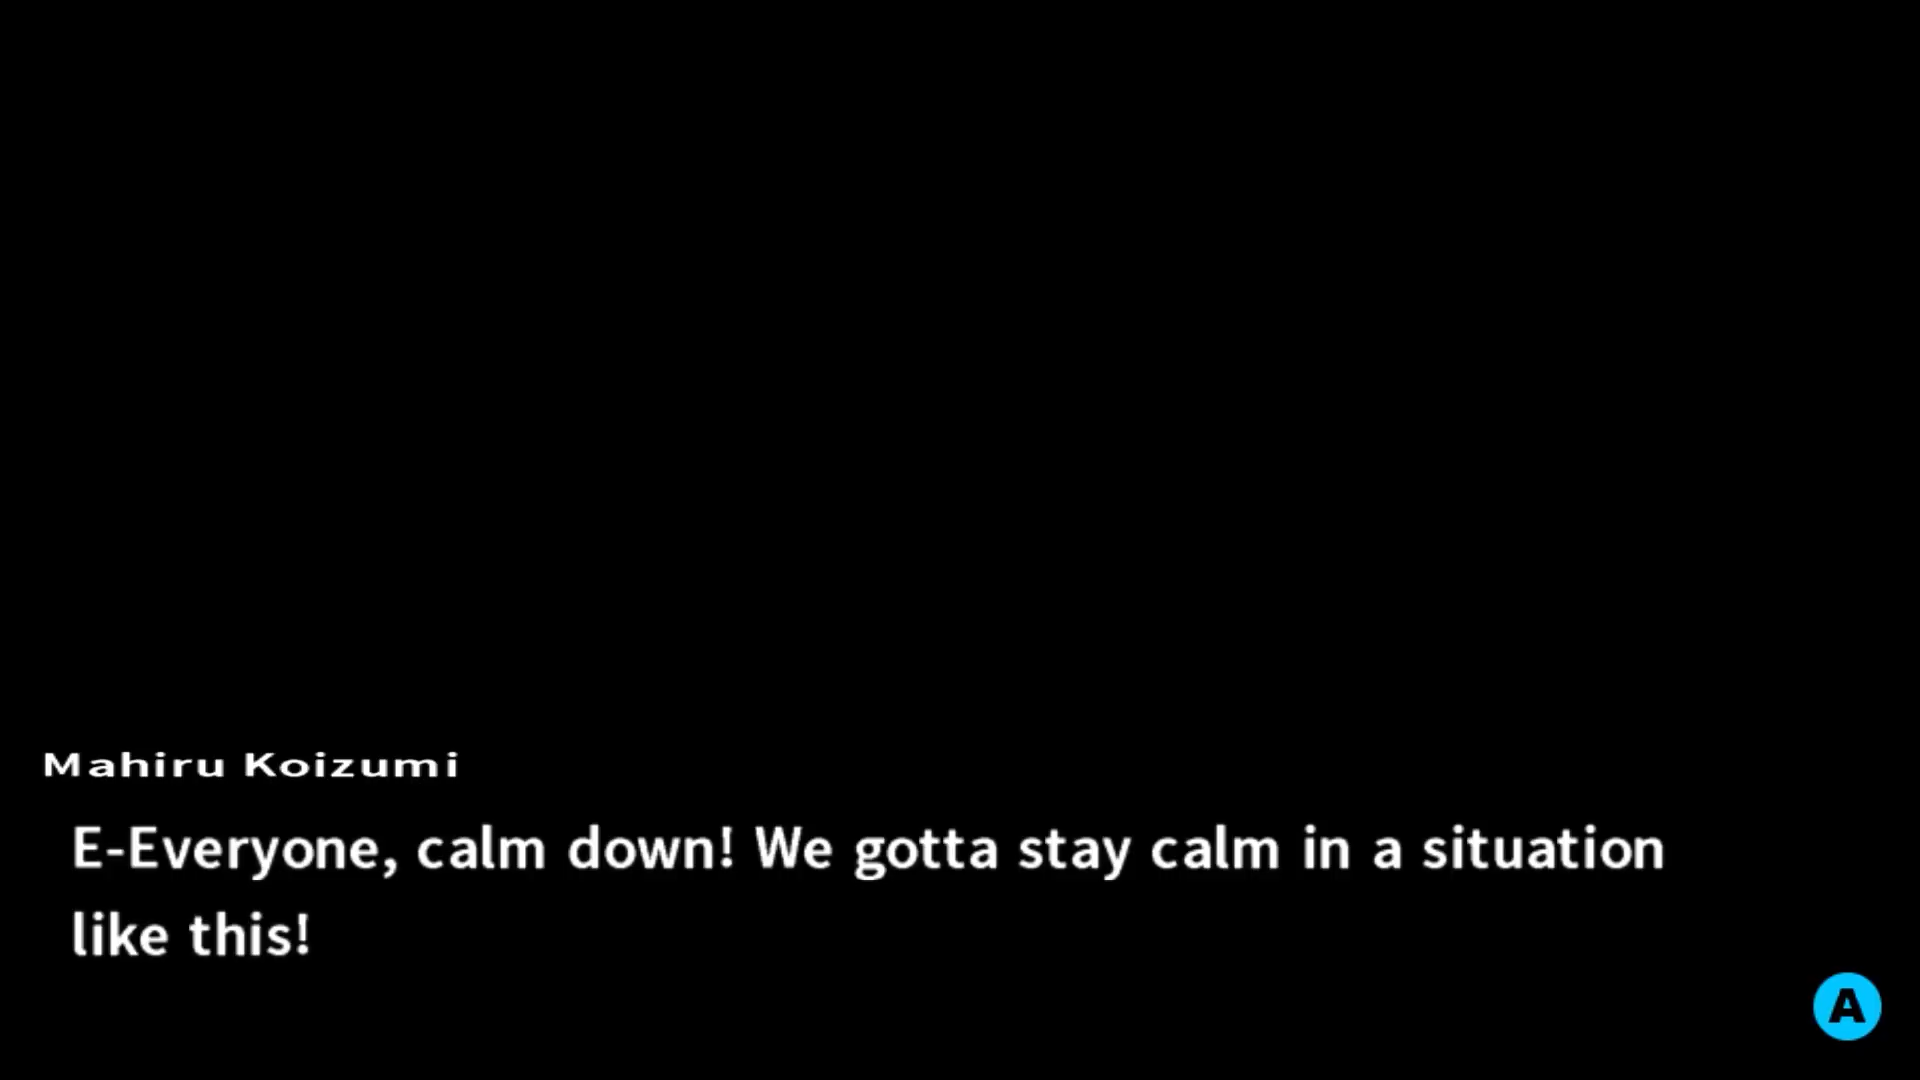 Mahiru Koizumi
E-Everyone, calm down! We gotta stay calm in a situation
like this!
A